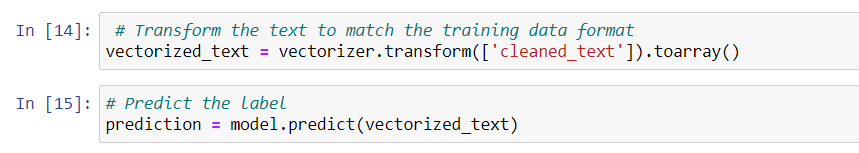 In [14]: # Transform the text to match the training data format
vectorized_text = vectorizer.transform(['cleaned_text']).toarray()
In [15]: # Predict the label
prediction = model.predict(vectorized_text)